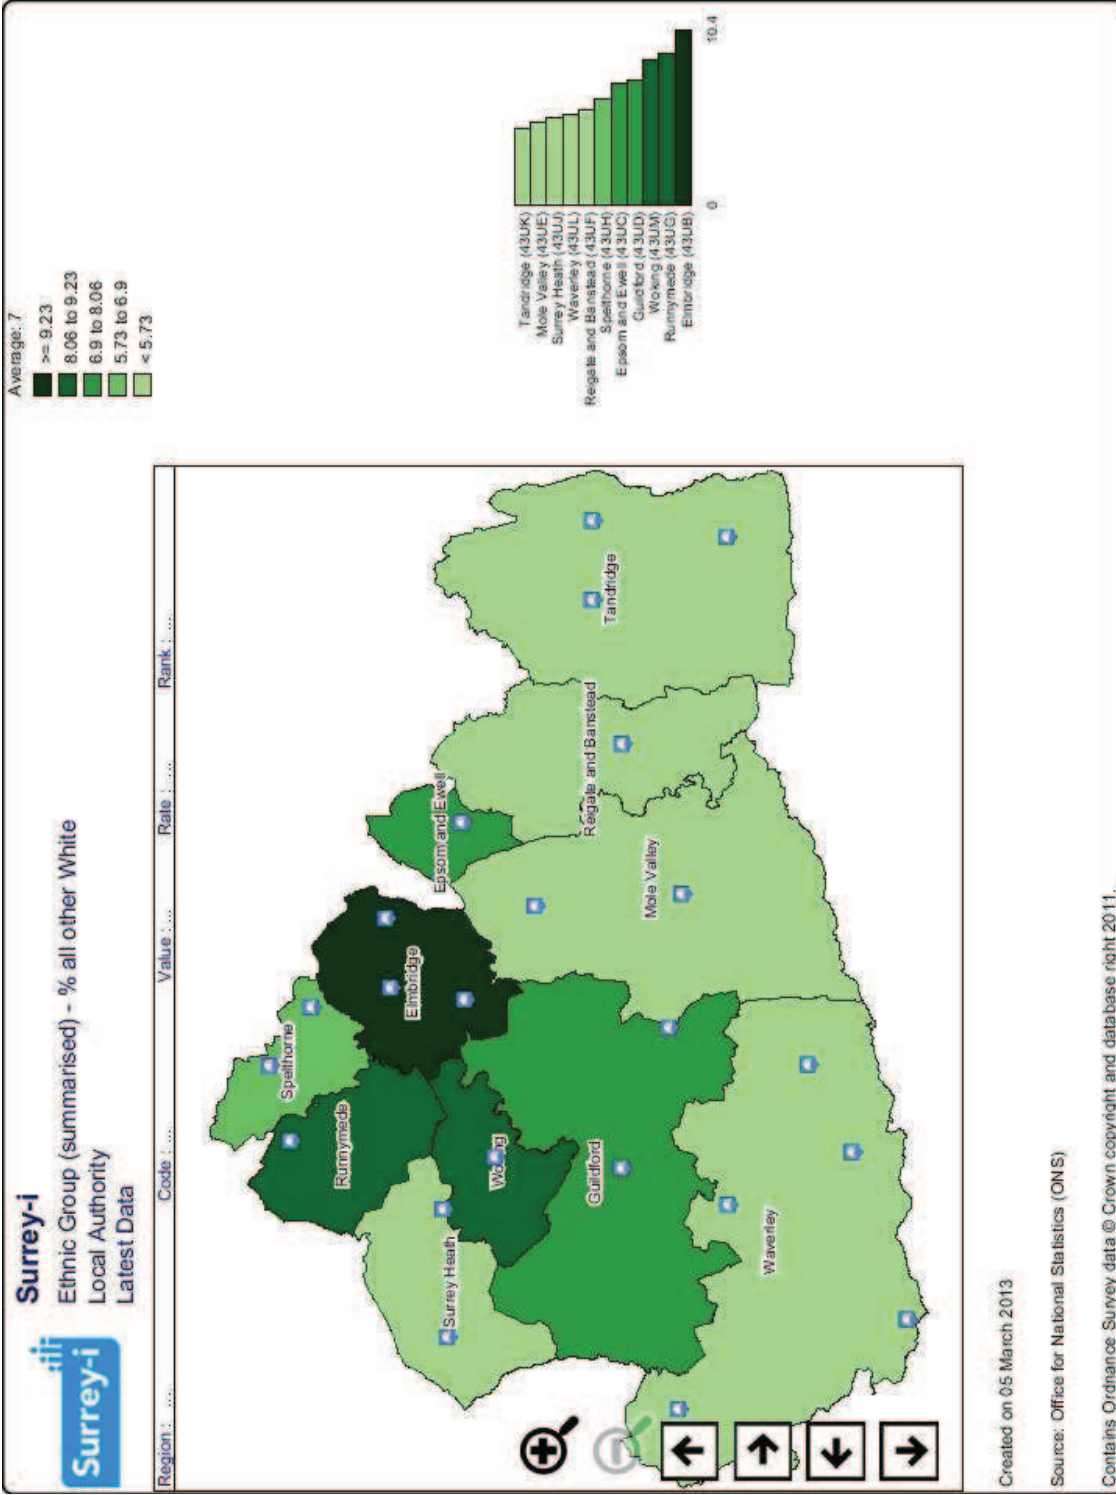 Surrey-i
Surrey-i
Ethnic Group (summarised) - % all other White
Local Authority
Latest Data
Average: 7
>= 9.23
8.06 to 9.23
6.9 to 8.06
5.73 to 6.9
< 5.73
Region: ... Code: ... Value: ... Rate: ... Rank: ...
Spelthorne
Runnymede
Elmbridge
Epsom and Ewell
Surrey Heath
Woking
Guildford
Reigate and Banstead
Tandridge
Mole Valley
Waverley
Tandridge (43UK)
Mole Valley (43UE)
Surrey Heath (43UJ)
Waverley (43UL)
Reigate and Banstead (43UF)
Spelthorne (43UH)
Epsom and Ewell (43UC)
Guildford (43UD)
Woking (43UM)
Runnymede (43UG)
Elmbridge (43UB)
0 10.4
Created on 05 March 2013
Source: Office for National Statistics (ONS)
Contains Ordnance Survey data © Crown copyright and database right 2011..